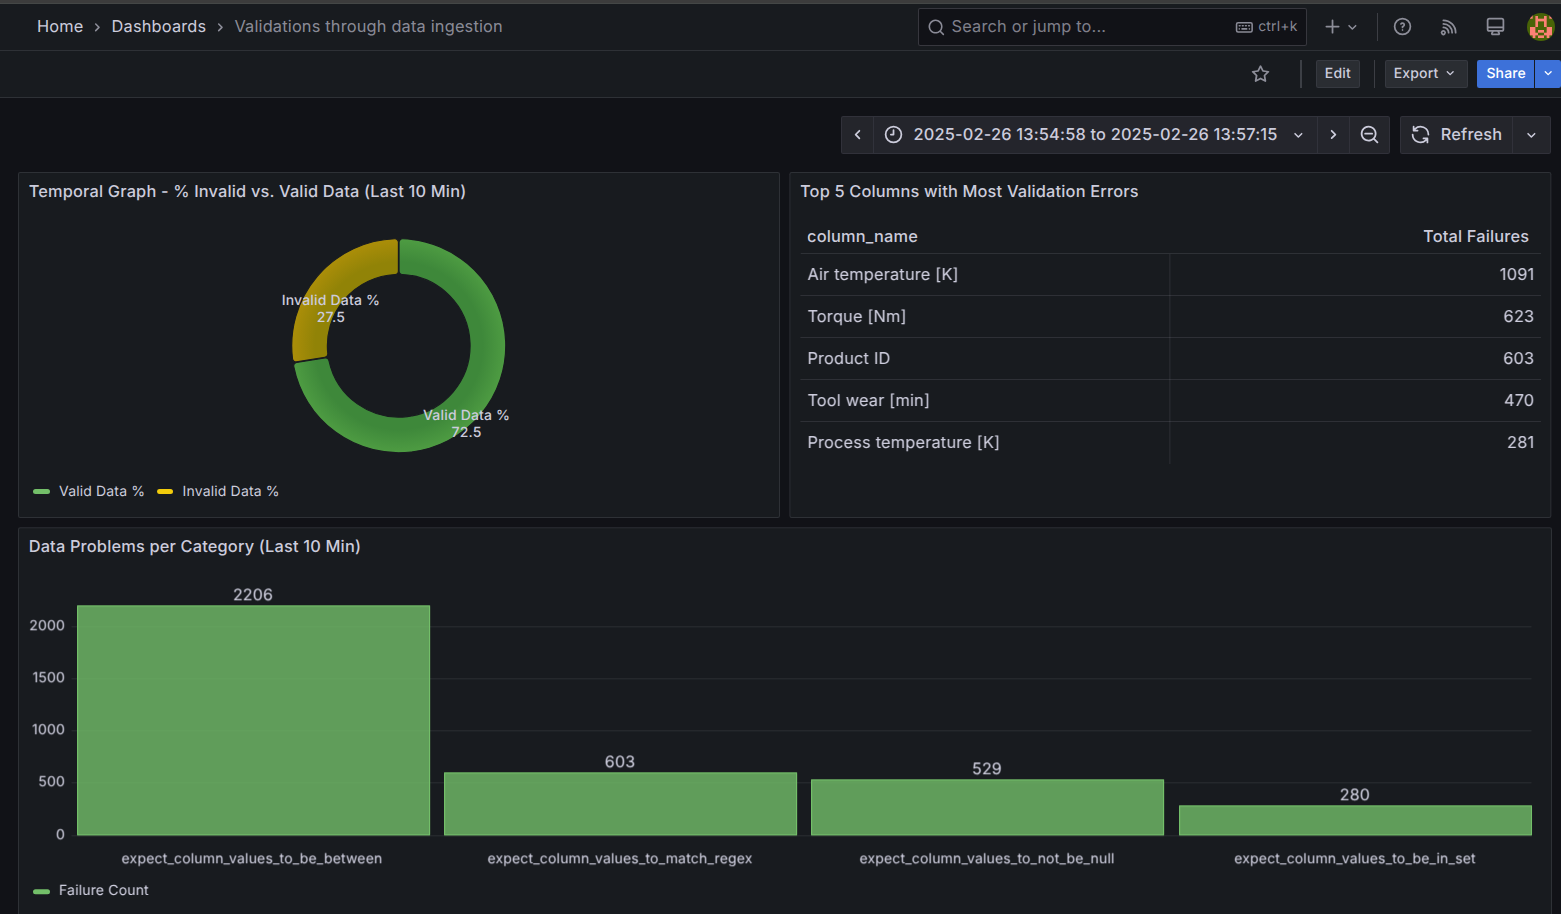 Home › Dashboards › Validations through data ingestion
Search or jump to... ctrl+k
Edit Export Share
2025-02-26 13:54:58 to 2025-02-26 13:57:15 Refresh
Temporal Graph - % Invalid vs. Valid Data (Last 10 Min)
Invalid Data %
27.5
Valid Data %
72.5
Valid Data % Invalid Data %
Top 5 Columns with Most Validation Errors
column_name Total Failures
Air temperature [K] 1091
Torque [Nm] 623
Product ID 603
Tool wear [min] 470
Process temperature [K] 281
Data Problems per Category (Last 10 Min)
2206
2000
1500
1000
603
529
500
280
0
expect_column_values_to_be_between expect_column_values_to_match_regex expect_column_values_to_not_be_null expect_column_values_to_be_in_set
Failure Count